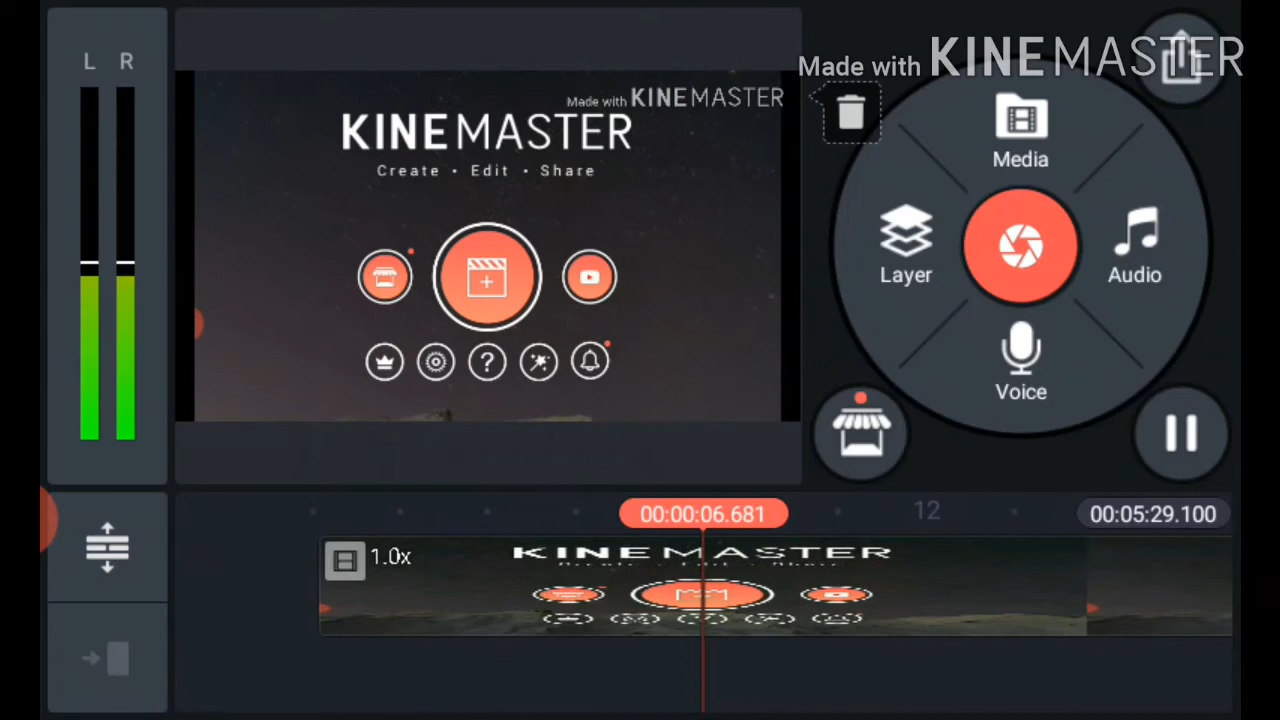 L R
Made with KINEMASTER
Made with KINEMASTER
KINEMASTER
Create • Edit • Share
?
Media
Layer
Audio
Voice
00:00:06.681
12
00:05:29.100
1.0x
KINEMASTER